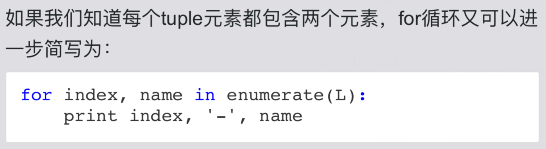 如果我们知道每个tuple元素都包含两个元素，for循环又可以进
一步简写为：
for index, name in enumerate(L):
    print index, '-', name